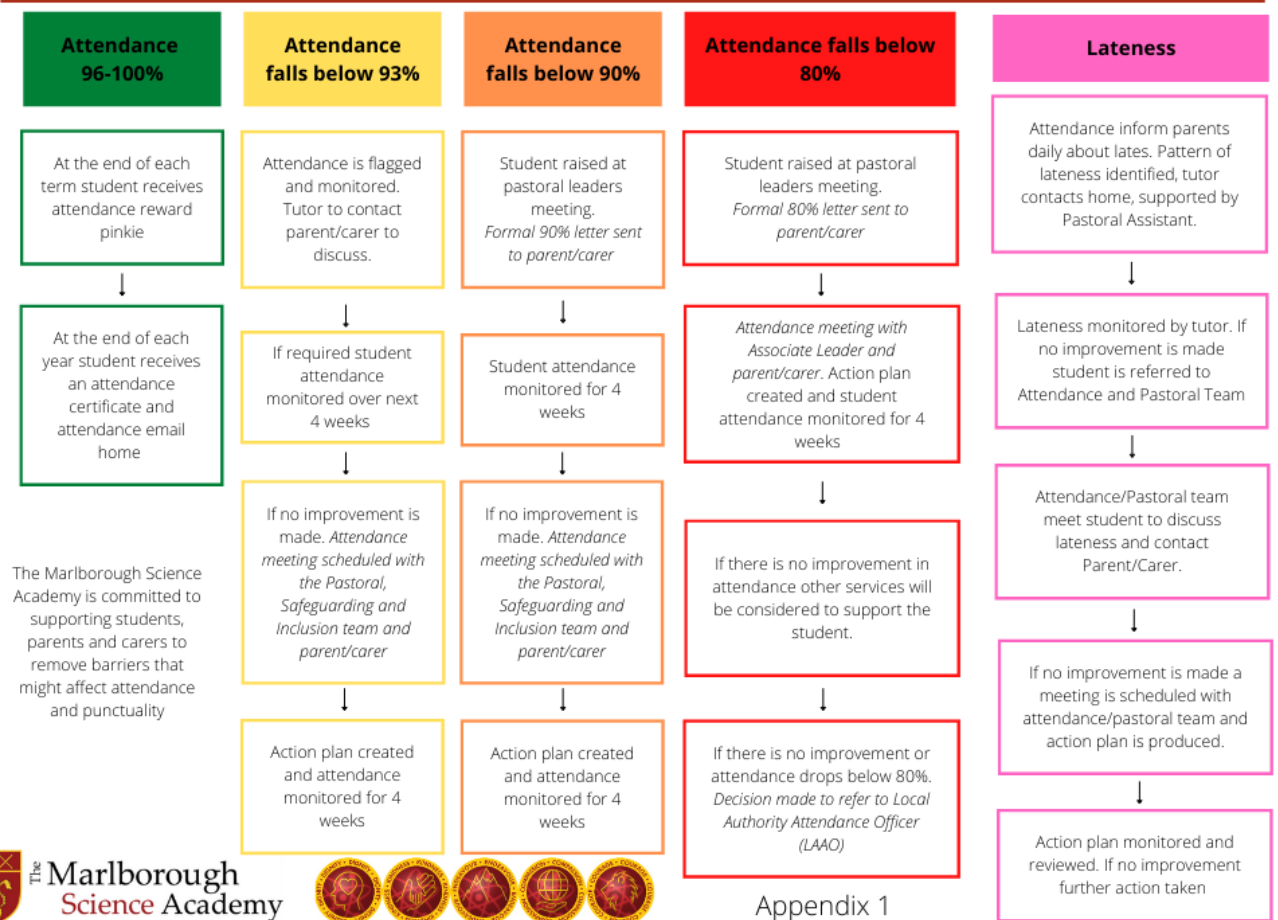 Attendance
96-100%
At the end of each
term student receives
attendance reward
pinkie
At the end of each
year student receives
an attendance
certificate and
attendance email
home
The Marlborough Science
Academy is committed to
supporting students,
parents and carers to
remove barriers that
might affect attendance
and punctuality
Attendance
falls below 93%
Attendance is flagged
and monitored.
Tutor to contact
parent/carer to
discuss.
If required student
attendance
monitored over next
4 weeks
If no improvement is
made. Attendance
meeting scheduled with
the Pastoral,
Safeguarding and
Inclusion team and
parent/carer
Action plan created
and attendance
monitored for 4
weeks
Attendance
falls below 90%
Student raised at
pastoral leaders
meeting.
Formal 90% letter sent
to parent/carer
Student attendance
monitored for 4
weeks
If no improvement is
made. Attendance
meeting scheduled with
the Pastoral,
Safeguarding and
Inclusion team and
parent/carer
Action plan created
and attendance
monitored for 4
weeks
Attendance falls below
80%
Student raised at pastoral
leaders meeting.
Formal 80% letter sent to
parent/carer
Attendance meeting with
Associate Leader and
parent/carer. Action plan
created and student
attendance monitored for 4
weeks
If there is no improvement in
attendance other services will
be considered to support the
student.
If there is no improvement or
attendance drops below 80%.
Decision made to refer to Local
Authority Attendance Officer
(LAAO)
Lateness
Attendance inform parents
daily about lates. Pattern of
lateness identified, tutor
contacts home, supported by
Pastoral Assistant.
Lateness monitored by tutor. If
no improvement is made
student is referred to
Attendance and Pastoral Team
Attendance/Pastoral team
meet student to discuss
lateness and contact
Parent/Carer.
If no improvement is made a
meeting is scheduled with
attendance/pastoral team and
action plan is produced.
Action plan monitored and
reviewed. If no improvement
further action taken
The Marlborough
Science Academy
Appendix 1